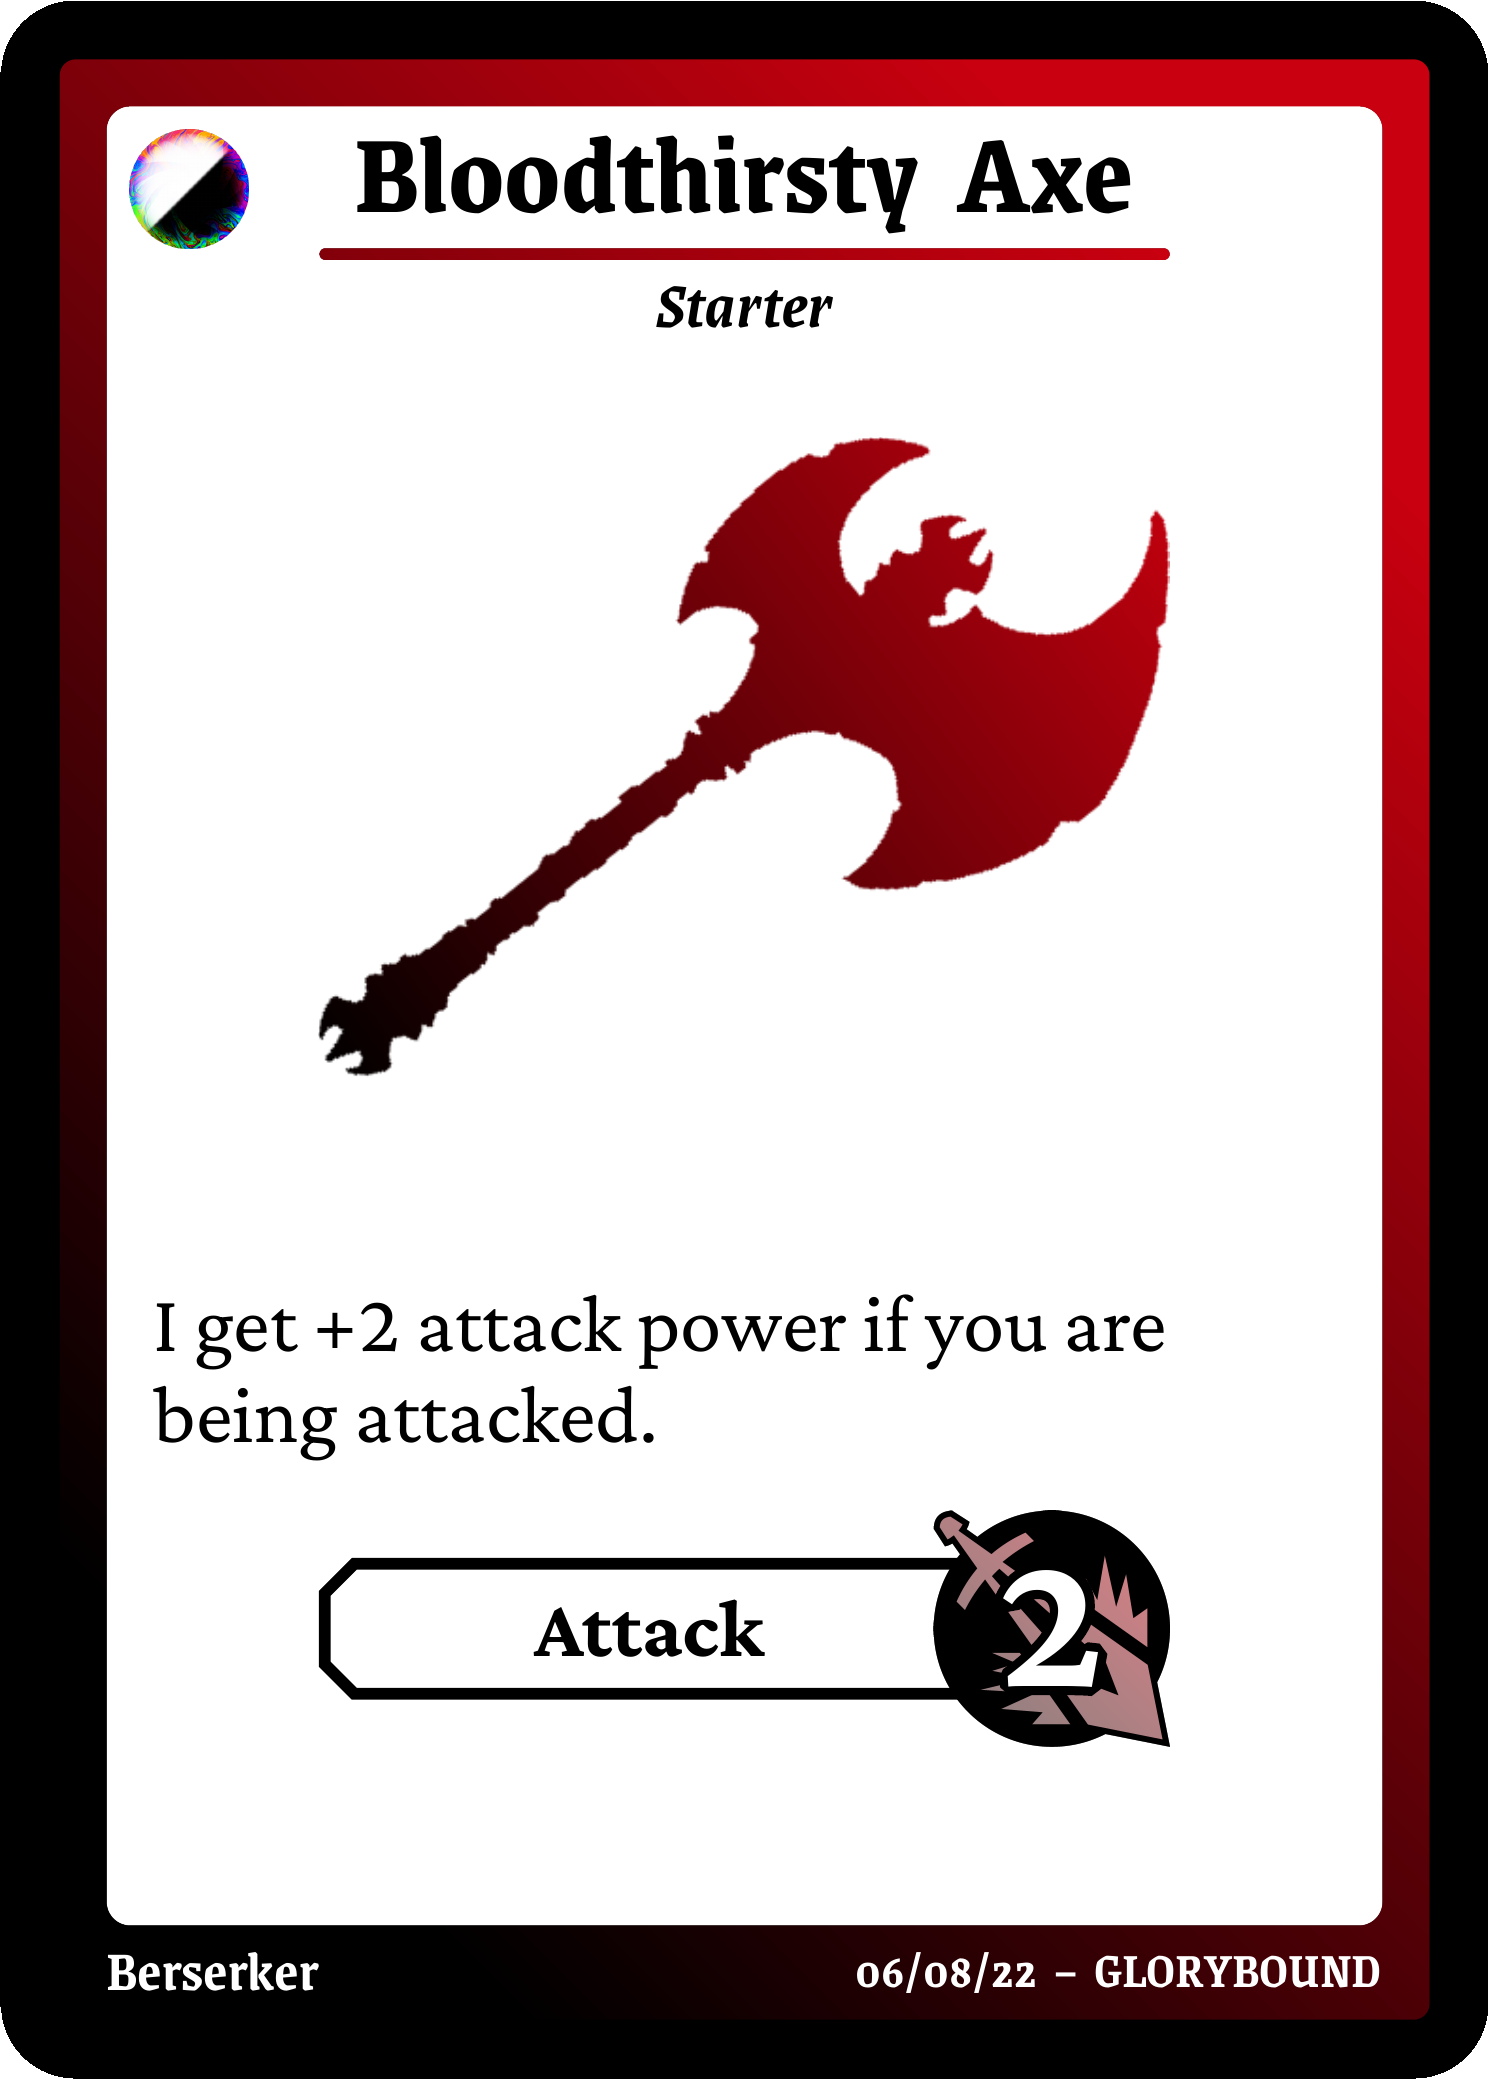 Bloodthirsty Axe
Starter
I get +2 attack power if you are
being attacked.
Attack
2
Berserker
06/08/22 – GLORYBOUND